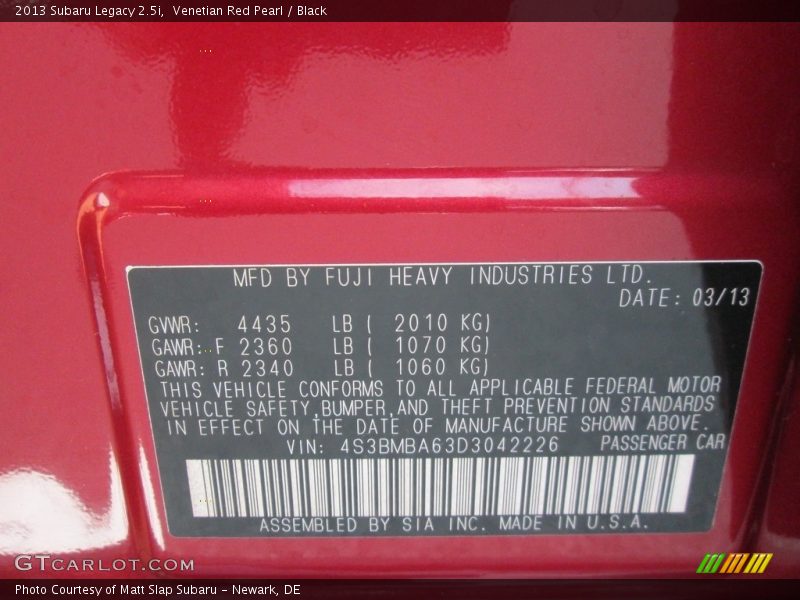 2013 Subaru Legacy 2.5i,  Venetian Red Pearl / Black
MFD BY FUJI HEAVY INDUSTRIES LTD.
DATE: 03/13
GVWR: 4435 LB ( 2010 KG)
GAWR: F 2360 LB ( 1070 KG)
GAWR: R 2340 LB ( 1060 KG)
THIS VEHICLE CONFORMS TO ALL APPLICABLE FEDERAL MOTOR
VEHICLE SAFETY,BUMPER,AND THEFT PREVENTION STANDARDS
IN EFFECT ON THE DATE OF MANUFACTURE SHOWN ABOVE.
VIN: 4S3BMBA63D3042226 PASSENGER CAR
ASSEMBLED BY SIA INC. MADE IN U.S.A.
GTCARLOT.COM
Photo Courtesy of Matt Slap Subaru - Newark, DE